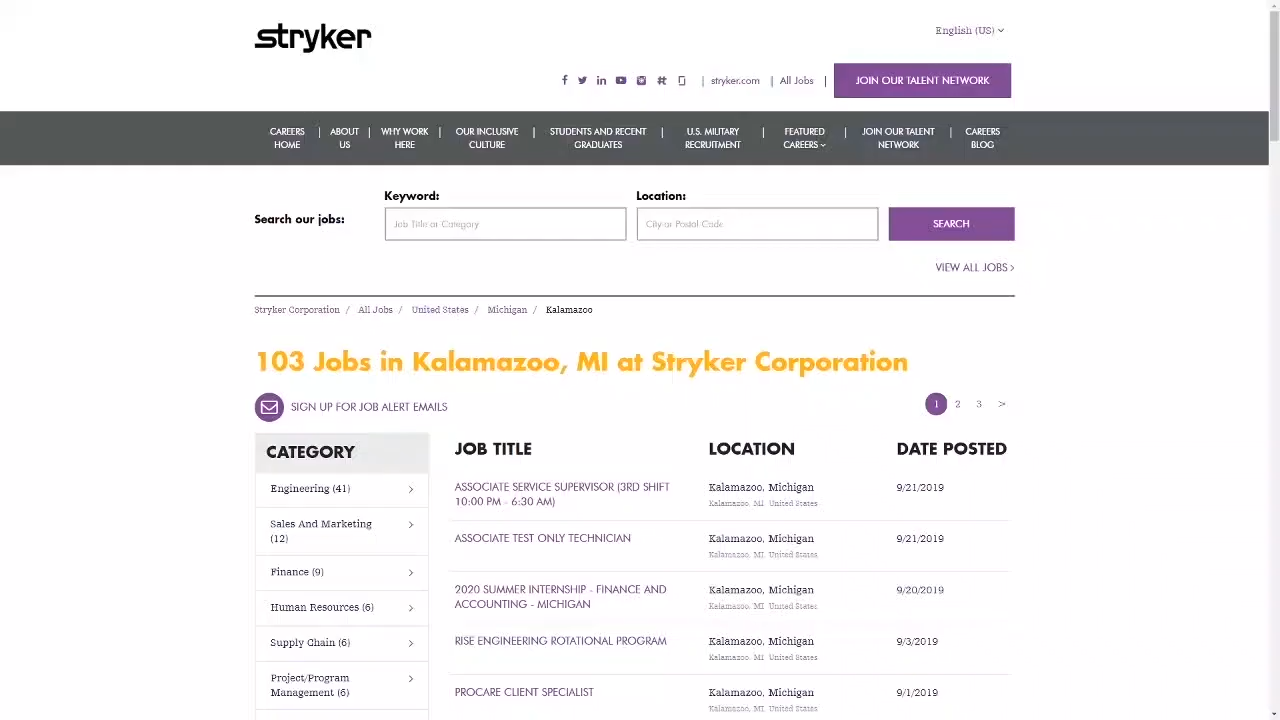 stryker
English (US)
stryker.com | All Jobs |
JOIN OUR TALENT NETWORK
CAREERS HOME | ABOUT US | WHY WORK HERE | OUR INCLUSIVE CULTURE | STUDENTS AND RECENT GRADUATES | U.S. MILITARY RECRUITMENT | FEATURED CAREERS | JOIN OUR TALENT NETWORK | CAREERS BLOG
Search our jobs:
Keyword:
Job Title or Category
Location:
City or Postal Code
SEARCH
VIEW ALL JOBS >
Stryker Corporation / All Jobs / United States / Michigan / Kalamazoo
103 Jobs in Kalamazoo, MI at Stryker Corporation
SIGN UP FOR JOB ALERT EMAILS
1 2 3 >
CATEGORY
Engineering (41)
Sales And Marketing
(12)
Finance (9)
Human Resources (6)
Supply Chain (6)
Project/Program
Management (6)
JOB TITLE LOCATION DATE POSTED
ASSOCIATE SERVICE SUPERVISOR (3RD SHIFT
10:00 PM - 6:30 AM)
Kalamazoo, Michigan
Kalamazoo, MI United States
9/21/2019
ASSOCIATE TEST ONLY TECHNICIAN
Kalamazoo, Michigan
Kalamazoo, MI United States
9/21/2019
2020 SUMMER INTERNSHIP - FINANCE AND
ACCOUNTING - MICHIGAN
Kalamazoo, Michigan
Kalamazoo, MI United States
9/20/2019
RISE ENGINEERING ROTATIONAL PROGRAM
Kalamazoo, Michigan
Kalamazoo, MI United States
9/3/2019
PROCARE CLIENT SPECIALIST
Kalamazoo, Michigan
Kalamazoo, MI United States
9/1/2019